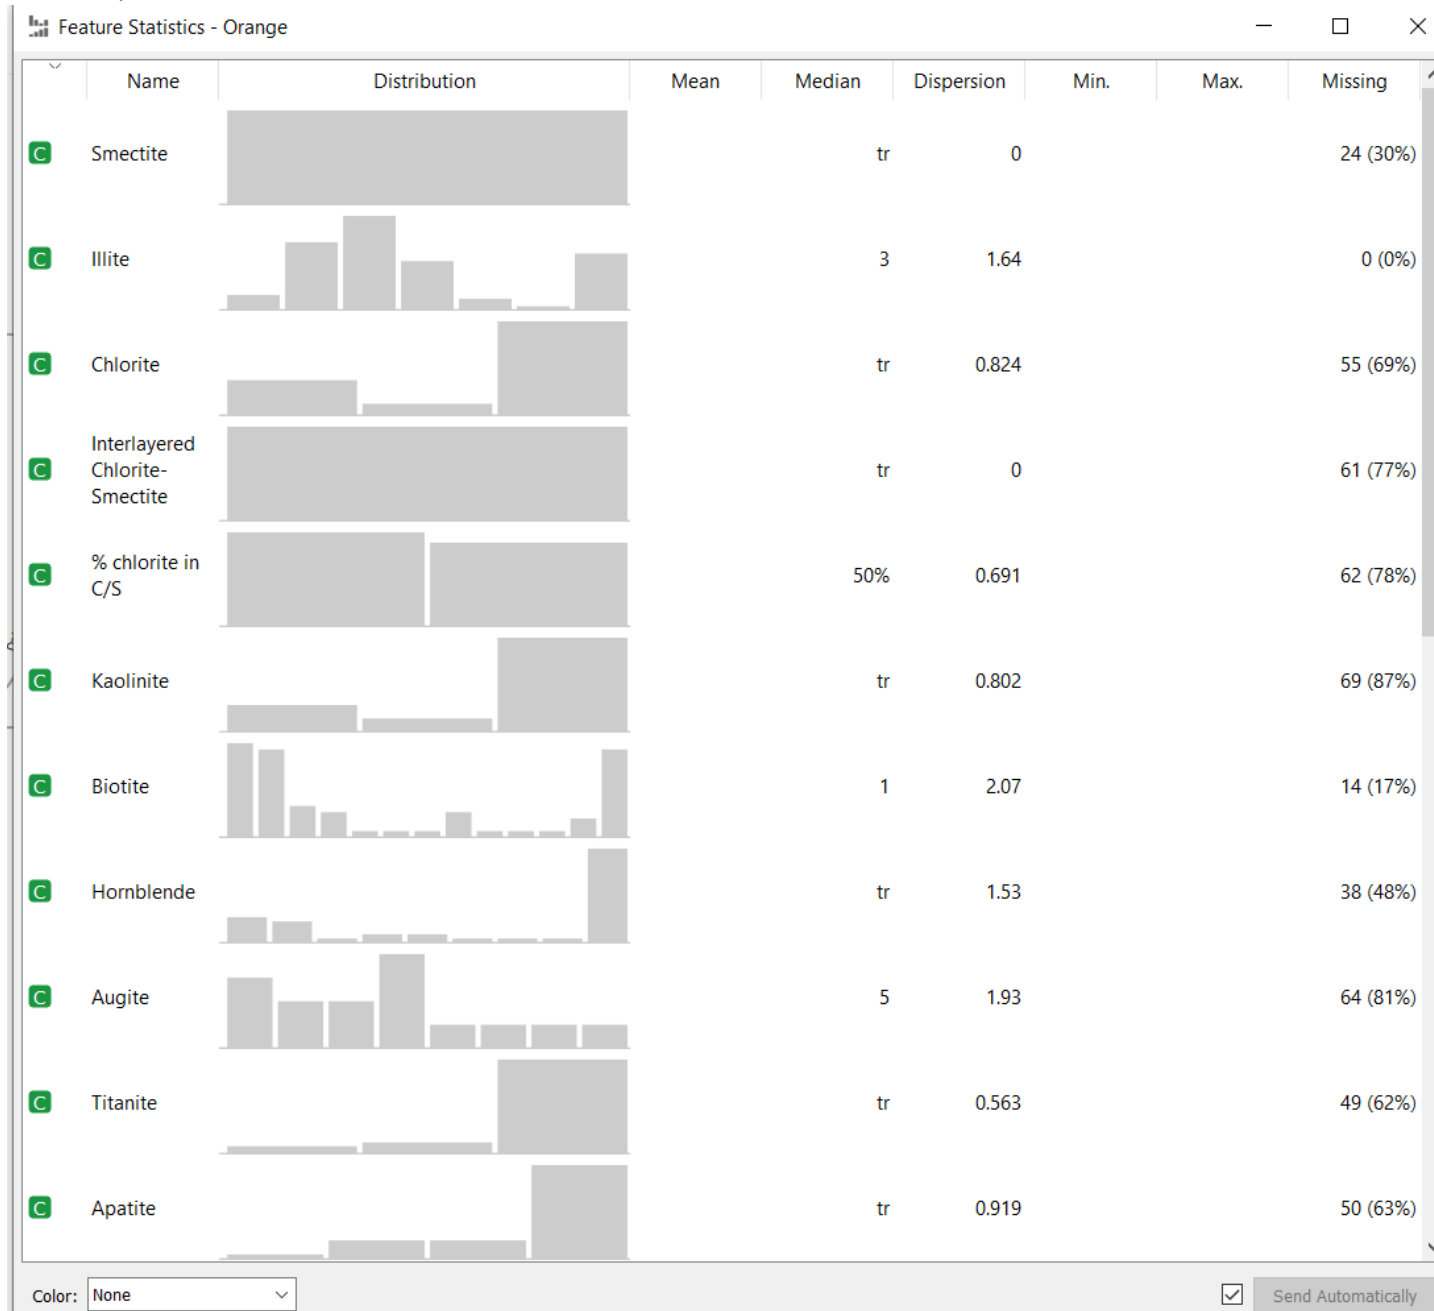 Feature Statistics - Orange
Name Distribution Mean Median Dispersion Min. Max. Missing
C Smectite tr 0 24 (30%)
C Illite 3 1.64 0 (0%)
C Chlorite tr 0.824 55 (69%)
Interlayered
C Chlorite- tr 0 61 (77%)
Smectite
% chlorite in
C C/S 50% 0.691 62 (78%)
C Kaolinite tr 0.802 69 (87%)
C Biotite 1 2.07 14 (17%)
C Hornblende tr 1.53 38 (48%)
C Augite 5 1.93 64 (81%)
C Titanite tr 0.563 49 (62%)
C Apatite tr 0.919 50 (63%)
Color: None Send Automatically